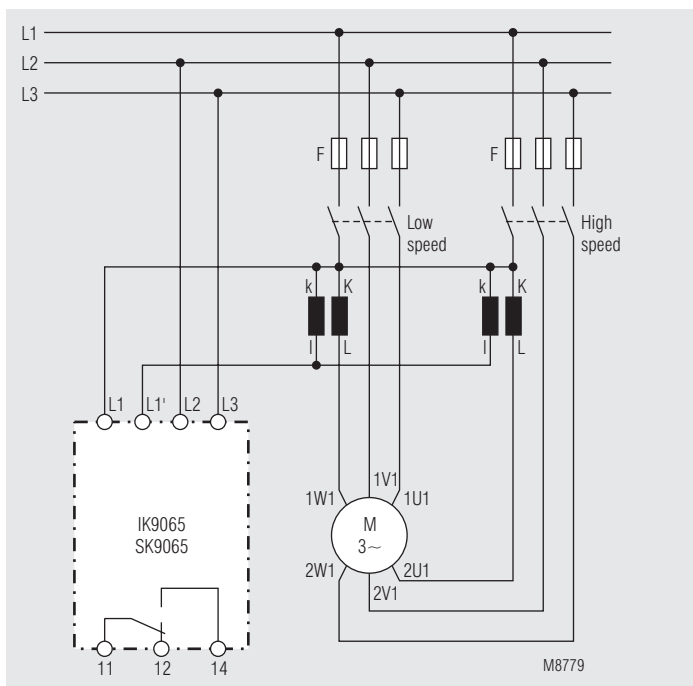 L1
L2
L3
F
F
Low
speed
High
speed
k
K
k
K
l
L
l
L
L1
L1'
L2
L3
IK9065
SK9065
1V1
1W1
1U1
M
3~
2W1
2U1
2V1
11
12
14
M8779